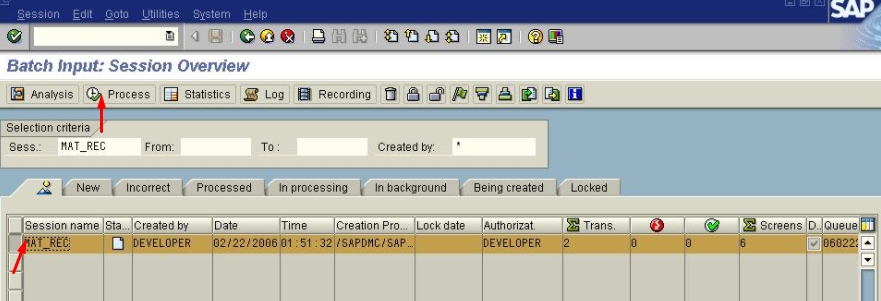 Session Edit Goto Utilities System Help
SAP
Batch Input: Session Overview
Analysis Process Statistics Log Recording
Selection criteria
Sess.: MAT_REC From: To : Created by: *
New Incorrect Processed In processing In background Being created Locked
Session name Sta... Created by Date Time Creation Pro... Lock date Authorizat. Trans. Screens D.. Queue
MAT_REC DEVELOPER 02/22/2006 01:51:32 /SAPDMC/SAP... DEVELOPER 2 0 0 6 060222